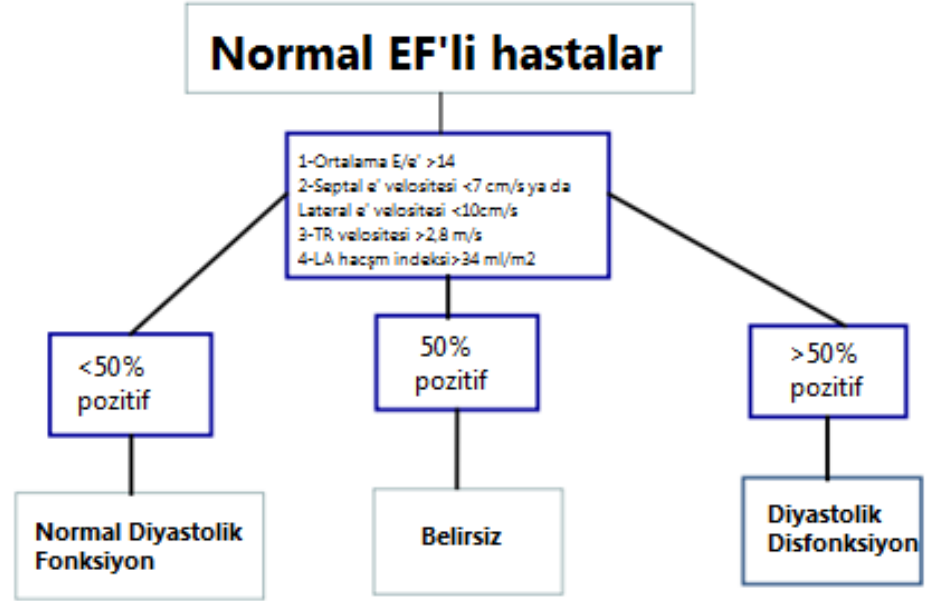 Normal EF'li hastalar
1-Ortalama E/e' >14
2-Septal e' velositesi <7 cm/s ya da
Lateral e' velositesi <10cm/s
3-TR velositesi >2,8 m/s
4-LA hacşm indeksi>34 ml/m2
<50%
pozitif
50%
pozitif
>50%
pozitif
Normal Diyastolik
Fonksiyon
Belirsiz
Diyastolik
Disfonksiyon